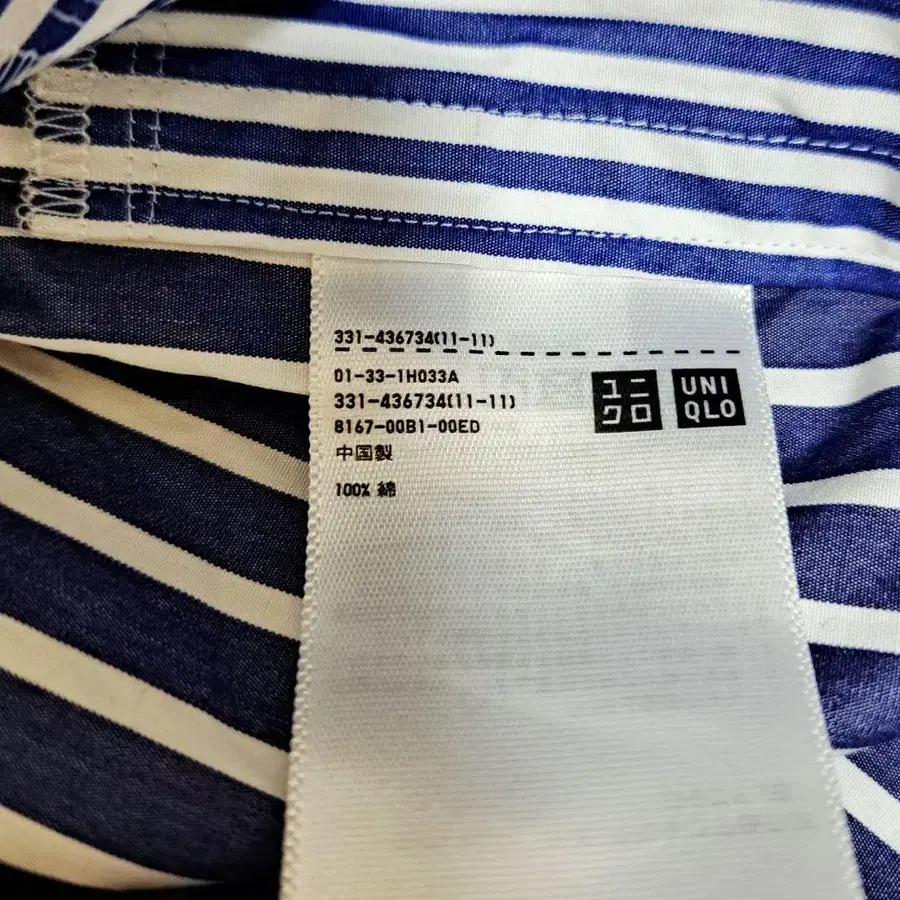 331-436734(11-11)
01-33-1H033A
331-436734(11-11)
8167-00B1-00ED
中国製
100% 綿
ユニ
クロ
UNI
QLO